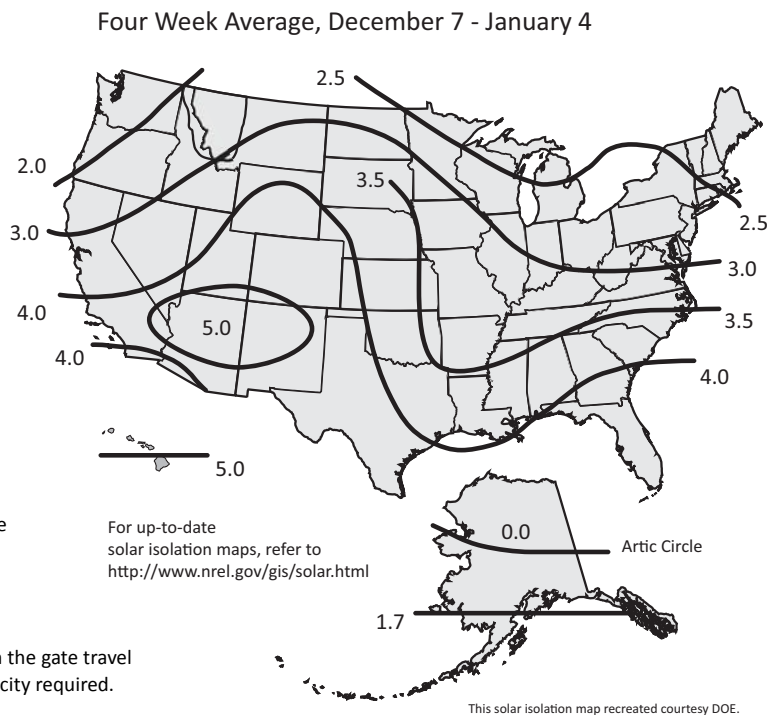 Four Week Average, December 7 - January 4
2.5
2.0
3.5
3.0
2.5
3.0
4.0
5.0
3.5
4.0
4.0
5.0
e
For up-to-date
solar isolation maps, refer to
http://www.nrel.gov/gis/solar.html
0.0
Artic Circle
1.7
the gate travel
city required.
This solar isolation map recreated courtesy DOE.